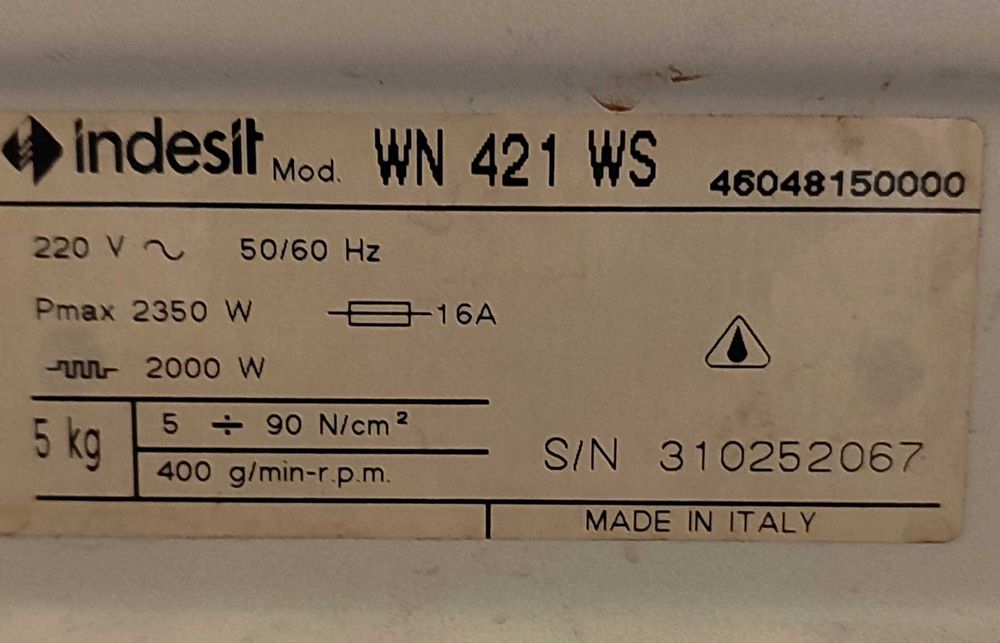 indesit Mod. WN 421 WS 46048150000
220 V ~ 50/60 Hz
Pmax 2350 W 16A
2000 W
5 kg
5 ÷ 90 N/cm²
400 g/min-r.p.m.
S/N 310252067
MADE IN ITALY